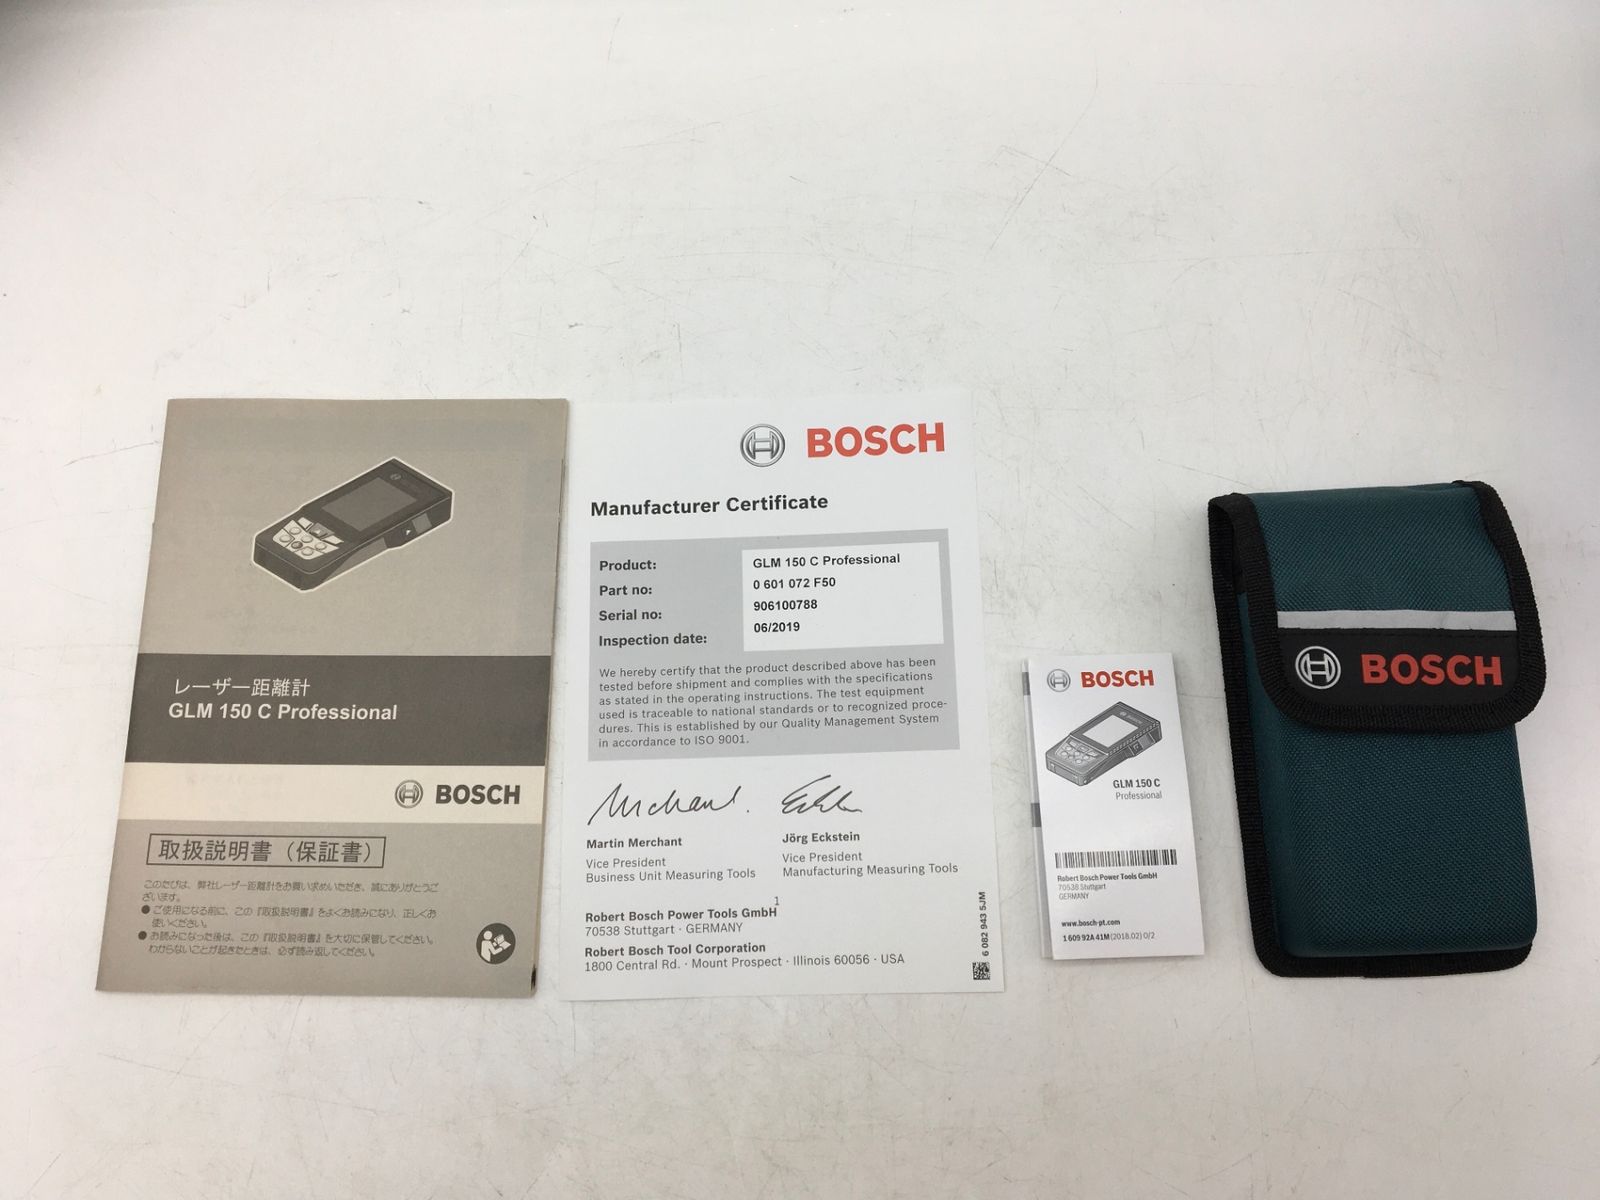 レーザー距離計
GLM 150 C Professional
BOSCH
取扱説明書（保証書）
このたびは、弊社レーザー距離計をお買い求めいただき、誠にありがとうご
ざいます。
● ご使用になる前に、この『取扱説明書』をよくお読みになり、正しくお
使いください。
● お読みになった後は、この『取扱説明書』を大切に保管してください。
わからないことが起きたときは、必ず読み返してください。
BOSCH
Manufacturer Certificate
Product: GLM 150 C Professional
Part no: 0 601 072 F50
Serial no: 906100788
Inspection date: 06/2019
We hereby certify that the product described above has been
tested before shipment and complies with the specifications
as stated in the operating instructions. The test equipment
used is traceable to national standards or to recognized proce-
dures. This is established by our Quality Management System
in accordance to ISO 9001.
Martin Merchant
Vice President
Business Unit Measuring Tools
Jörg Eckstein
Vice President
Manufacturing Measuring Tools
1
Robert Bosch Power Tools GmbH
70538 Stuttgart · GERMANY
Robert Bosch Tool Corporation
1800 Central Rd. · Mount Prospect · Illinois 60056 · USA
6 082 943 5JM
BOSCH
GLM 150 C
Professional
Robert Bosch Power Tools GmbH
70538 Stuttgart
GERMANY
www.bosch-pt.com
1 609 92A 41M (2018.02) O/2
BOSCH